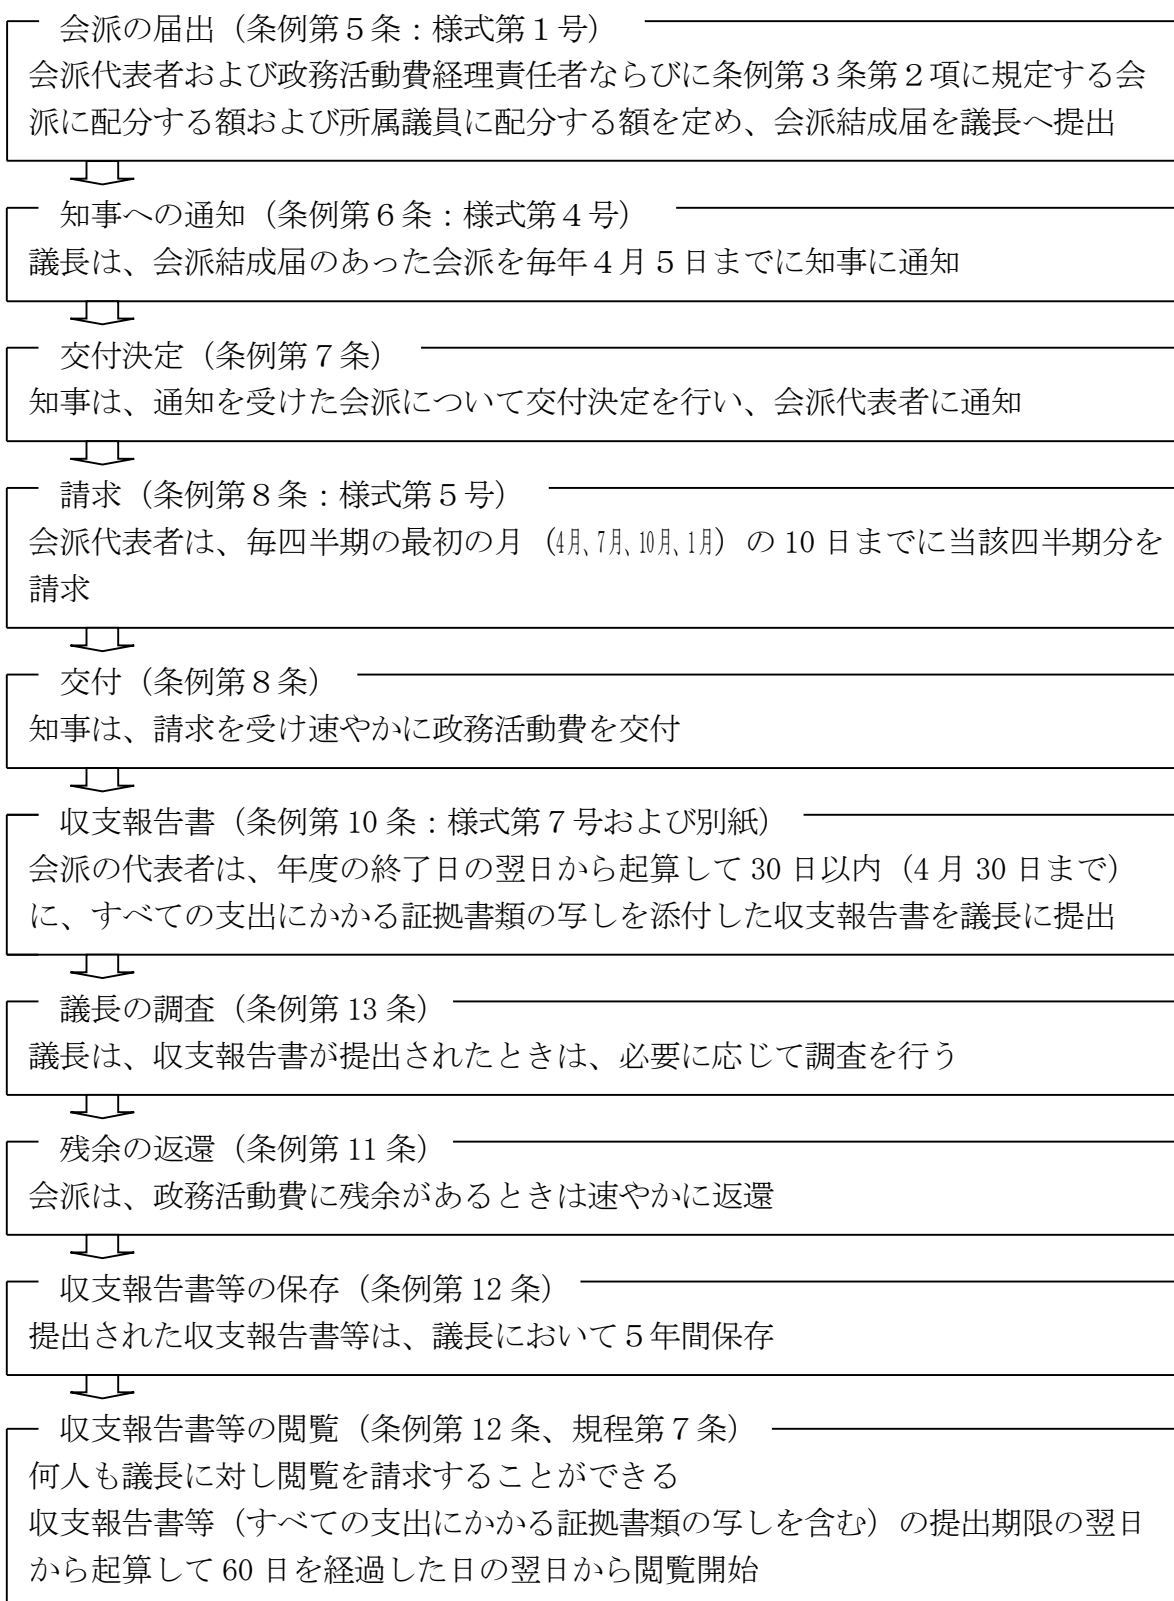 会派の届出（条例第５条：様式第１号）
会派代表者および政務活動費経理責任者ならびに条例第３条第２項に規定する会
派に配分する額および所属議員に配分する額を定め、会派結成届を議長へ提出
知事への通知（条例第６条：様式第４号）
議長は、会派結成届のあった会派を毎年４月５日までに知事に通知
交付決定（条例第７条）
知事は、通知を受けた会派について交付決定を行い、会派代表者に通知
請求（条例第８条：様式第５号）
会派代表者は、毎四半期の最初の月（4月､7月､10月､1月）の 10 日までに当該四半期分を
請求
交付（条例第８条）
知事は、請求を受け速やかに政務活動費を交付
収支報告書（条例第 10 条：様式第７号および別紙）
会派の代表者は、年度の終了日の翌日から起算して 30 日以内（4 月 30 日まで）
に、すべての支出にかかる証拠書類の写しを添付した収支報告書を議長に提出
議長の調査（条例第 13 条）
議長は、収支報告書が提出されたときは、必要に応じて調査を行う
残余の返還（条例第 11 条）
会派は、政務活動費に残余があるときは速やかに返還
収支報告書等の保存（条例第 12 条）
提出された収支報告書等は、議長において５年間保存
収支報告書等の閲覧（条例第 12 条、規程第７条）
何人も議長に対し閲覧を請求することができる
収支報告書等（すべての支出にかかる証拠書類の写しを含む）の提出期限の翌日
から起算して 60 日を経過した日の翌日から閲覧開始